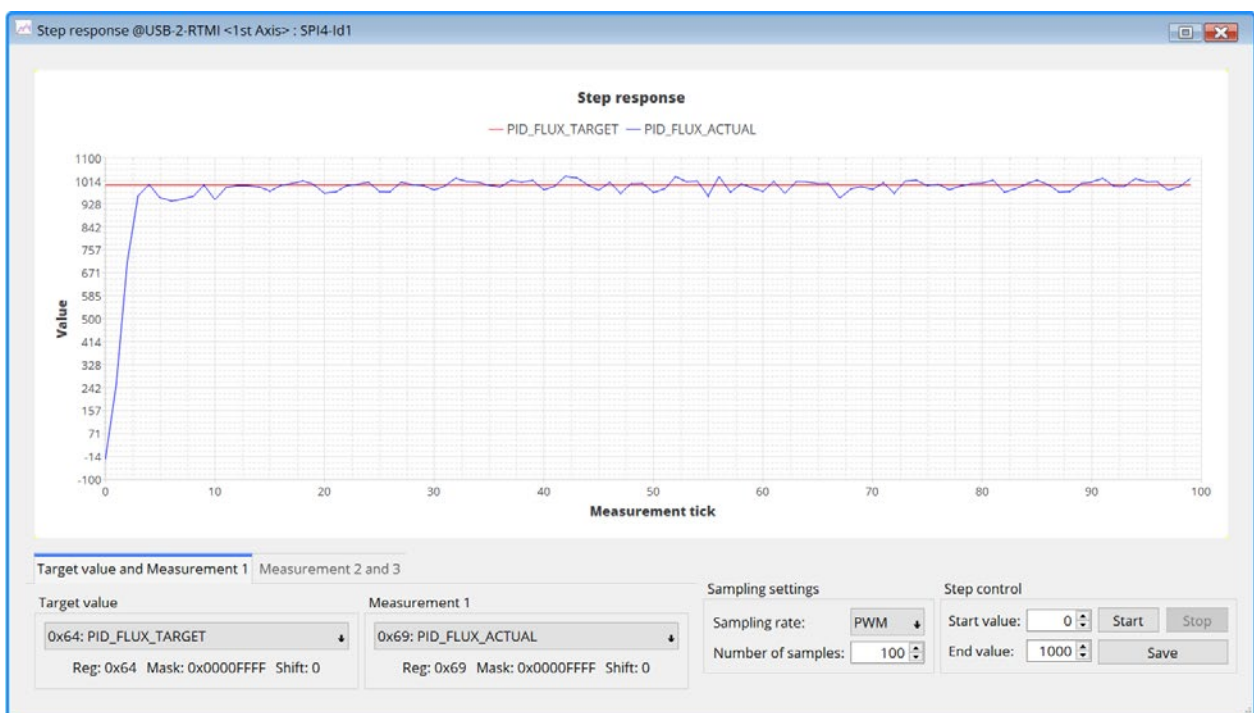 Step response @USB-2-RTMI <1st Axis> : SPI4-Id1
Step response
PID_FLUX_TARGET PID_FLUX_ACTUAL
1100
1014
928
842
757
671
585
500
414
328
242
157
71
-14
-100
Value
0 10 20 30 40 50 60 70 80 90 100
Measurement tick
Target value and Measurement 1 Measurement 2 and 3
Target value
0x64: PID_FLUX_TARGET
Reg: 0x64 Mask: 0x0000FFFF Shift: 0
Measurement 1
0x69: PID_FLUX_ACTUAL
Reg: 0x69 Mask: 0x0000FFFF Shift: 0
Sampling settings
Sampling rate: PWM
Number of samples: 100
Step control
Start value: 0 Start Stop
End value: 1000 Save